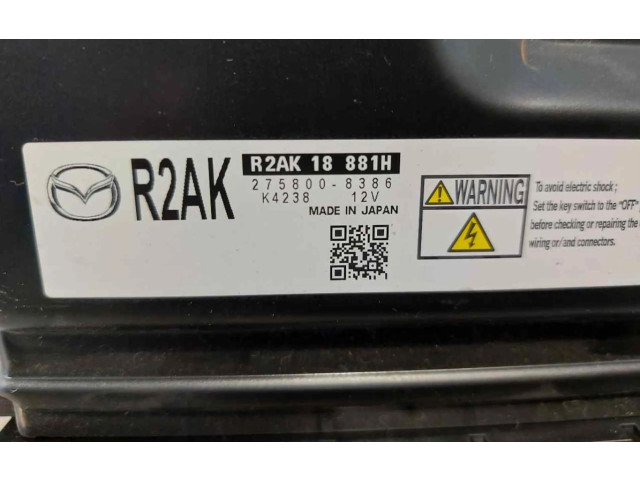 R2AK
R2AK 18 881H
275800-8386
K4238 12V
MADE IN JAPAN
WARNING
To avoid electric shock;
Set the key switch to the "OFF",
before checking or repairing the
wiring or/and connectors.